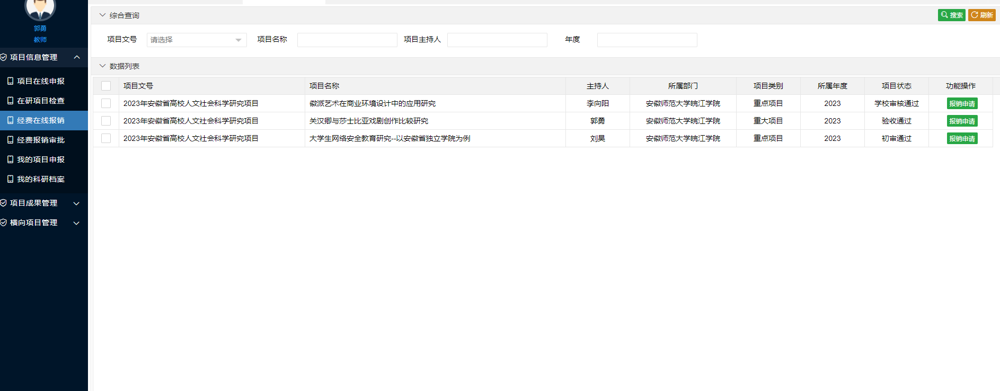 郭勇
教师
项目信息管理
项目在线申报
在研项目检查
经费在线报销
经费报销审批
我的项目申报
我的科研档案
项目成果管理
横向项目管理
综合查询 搜索 刷新
项目文号 请选择 项目名称 项目主持人 年度
数据列表
项目文号 项目名称 主持人 所属部门 项目类别 所属年度 项目状态 功能操作
2023年安徽省高校人文社会科学研究项目 徽派艺术在商业环境设计中的应用研究 李向阳 安徽师范大学皖江学院 重点项目 2023 学校审核通过 报销申请
2023年安徽省高校人文社会科学研究项目 关汉卿与莎士比亚戏剧创作比较研究 郭勇 安徽师范大学皖江学院 重大项目 2023 验收通过 报销申请
2023年安徽省高校人文社会科学研究项目 大学生网络安全教育研究--以安徽省独立学院为例 刘昊 安徽师范大学皖江学院 重点项目 2023 初审通过 报销申请